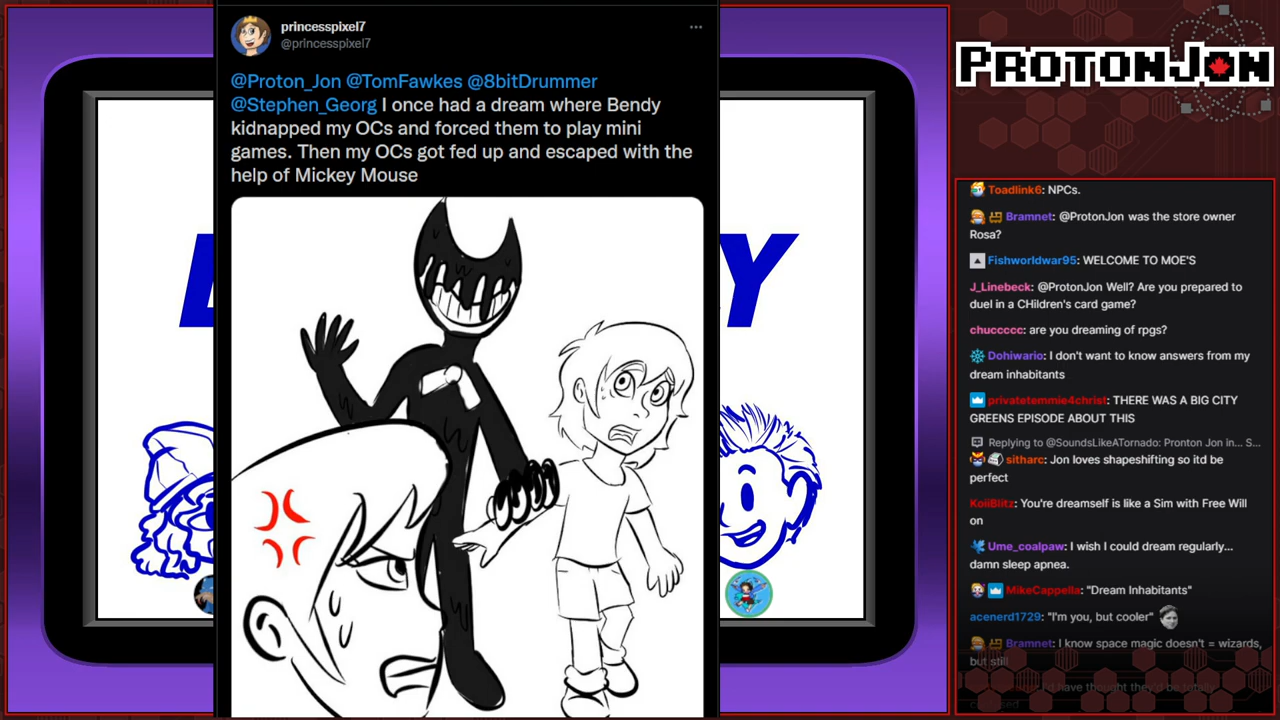 princesspixel7
@princesspixel7
@Proton_Jon @TomFawkes @8bitDrummer
@Stephen_Georg I once had a dream where Bendy
kidnapped my OCs and forced them to play mini
games. Then my OCs got fed up and escaped with the
help of Mickey Mouse
Y
PROTONJON
Toadlink6: NPCs.
Bramnet: @ProtonJon was the store owner
Rosa?
Fishworldwar95: WELCOME TO MOE'S
J_Linebeck: @ProtonJon Well? Are you prepared to
duel in a CHildren's card game?
chuccccc: are you dreaming of rpgs?
Dohiwario: I don't want to know answers from my
dream inhabitants
privatetemmie4christ: THERE WAS A BIG CITY
GREENS EPISODE ABOUT THIS
Replying to @SoundsLikeATornado: Pronton Jon in... S...
sitharc: Jon loves shapeshifting so itd be
perfect
KoiiBlitz: You're dreamself is like a Sim with Free Will
on
Ume_coalpaw: I wish I could dream regularly...
damn sleep apnea.
MikeCappella: "Dream Inhabitants"
acenerd1729: "I'm you, but cooler"
Bramnet: I know space magic doesn't = wizards,
but still
have thought they'd be totally